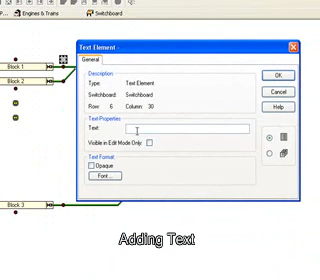 P... Engines & Trains Switchboard
Block 1
Block 2
Block 3
Text Element -
General
Description
Type: Text Element
Switchboard: Switchboard
Row: 6 Column: 30
Text-Properties
Text:
Visible in Edit Mode Only:
Text Format:
Opaque
Font ...
OK
Cancel
Help
Adding Text